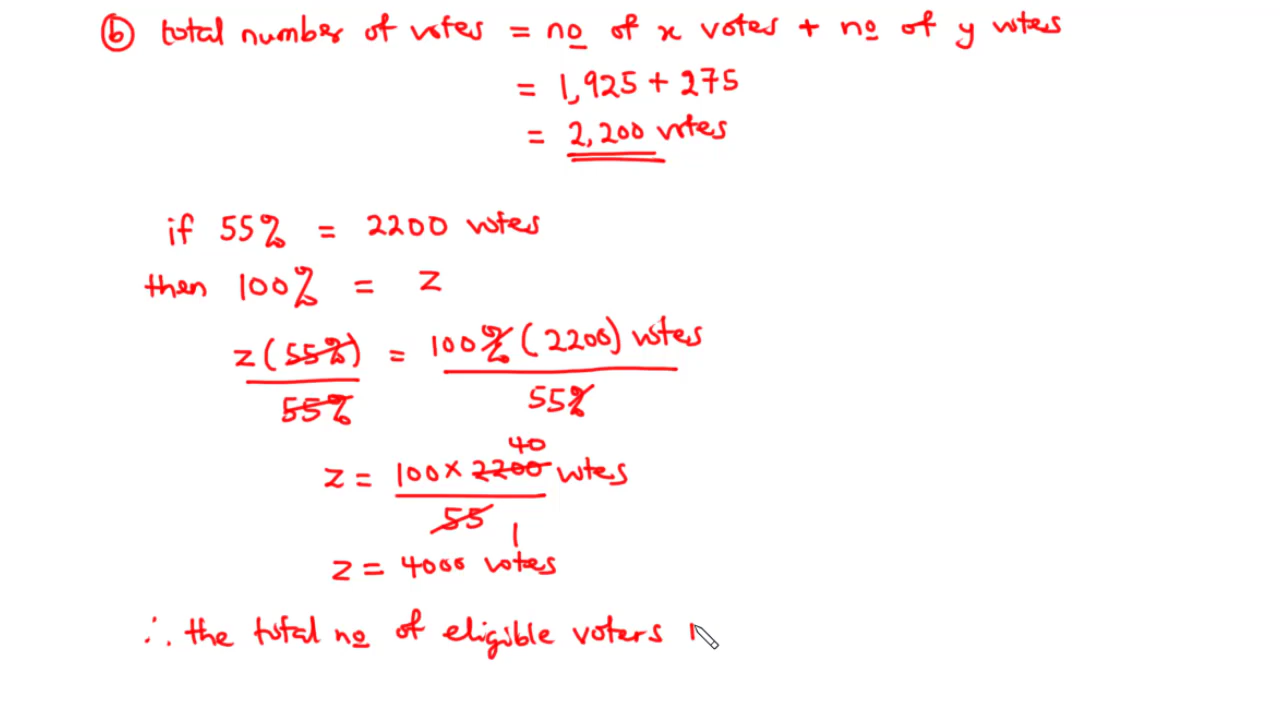 ⓑ total number of votes = no of x votes + no of y votes
= 1,925 + 275
= 2,200 votes
if 55% = 2200 votes
then 100% = z
z(55%) = 100%(2200) votes
55% 55%
40
z = 100 × 2200 votes
55 1
z = 4000 votes
∴ the total no of eligible voters